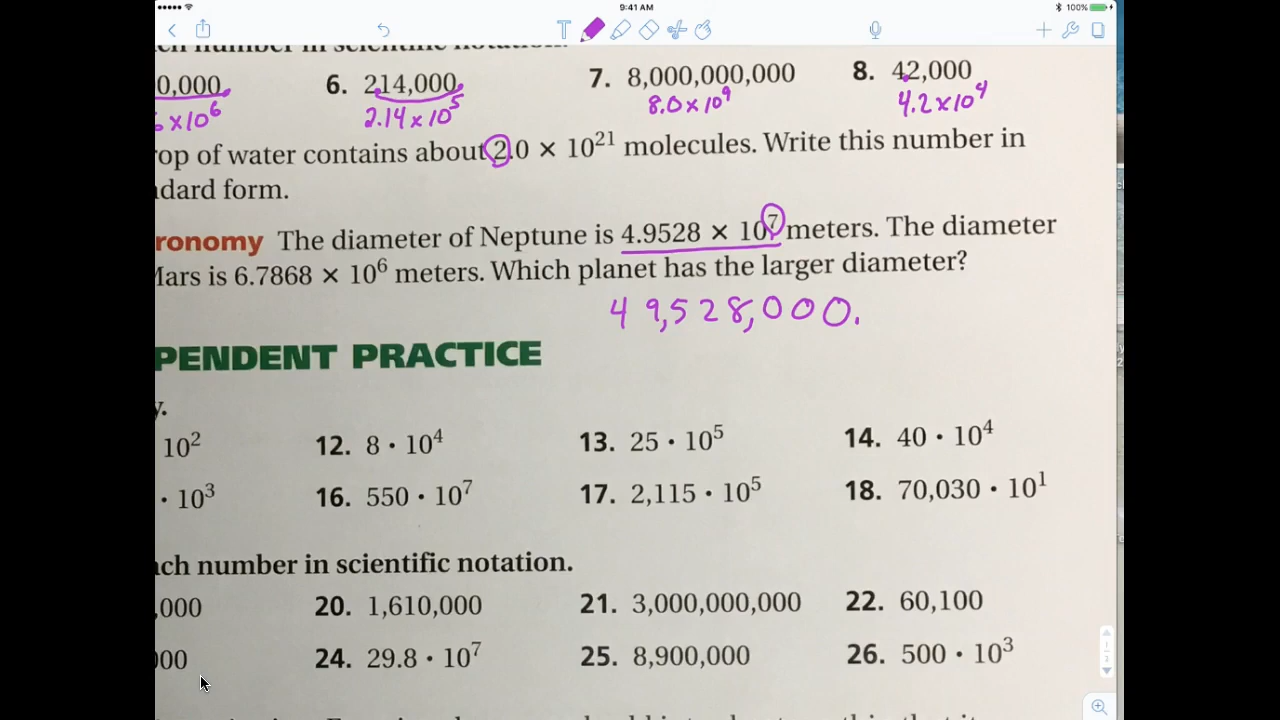 9:41 AM
100%
ch number in scientific notation.
0,000, 6. 214,000, 7. 8,000,000,000 8. 42,000
x10⁶ 2.14 x 10⁵ 8.0 x 10⁹ 4.2 x 10⁴
rop of water contains about 2.0 × 10²¹ molecules. Write this number in
dard form.
ronomy The diameter of Neptune is 4.9528 × 10⁷ meters. The diameter
Mars is 6.7868 × 10⁶ meters. Which planet has the larger diameter?
49,528,000.
PENDENT PRACTICE
y.
10² 12. 8 · 10⁴ 13. 25 · 10⁵ 14. 40 · 10⁴
· 10³ 16. 550 · 10⁷ 17. 2,115 · 10⁵ 18. 70,030 · 10¹
ach number in scientific notation.
,000 20. 1,610,000 21. 3,000,000,000 22. 60,100
000 24. 29.8 · 10⁷ 25. 8,900,000 26. 500 · 10³